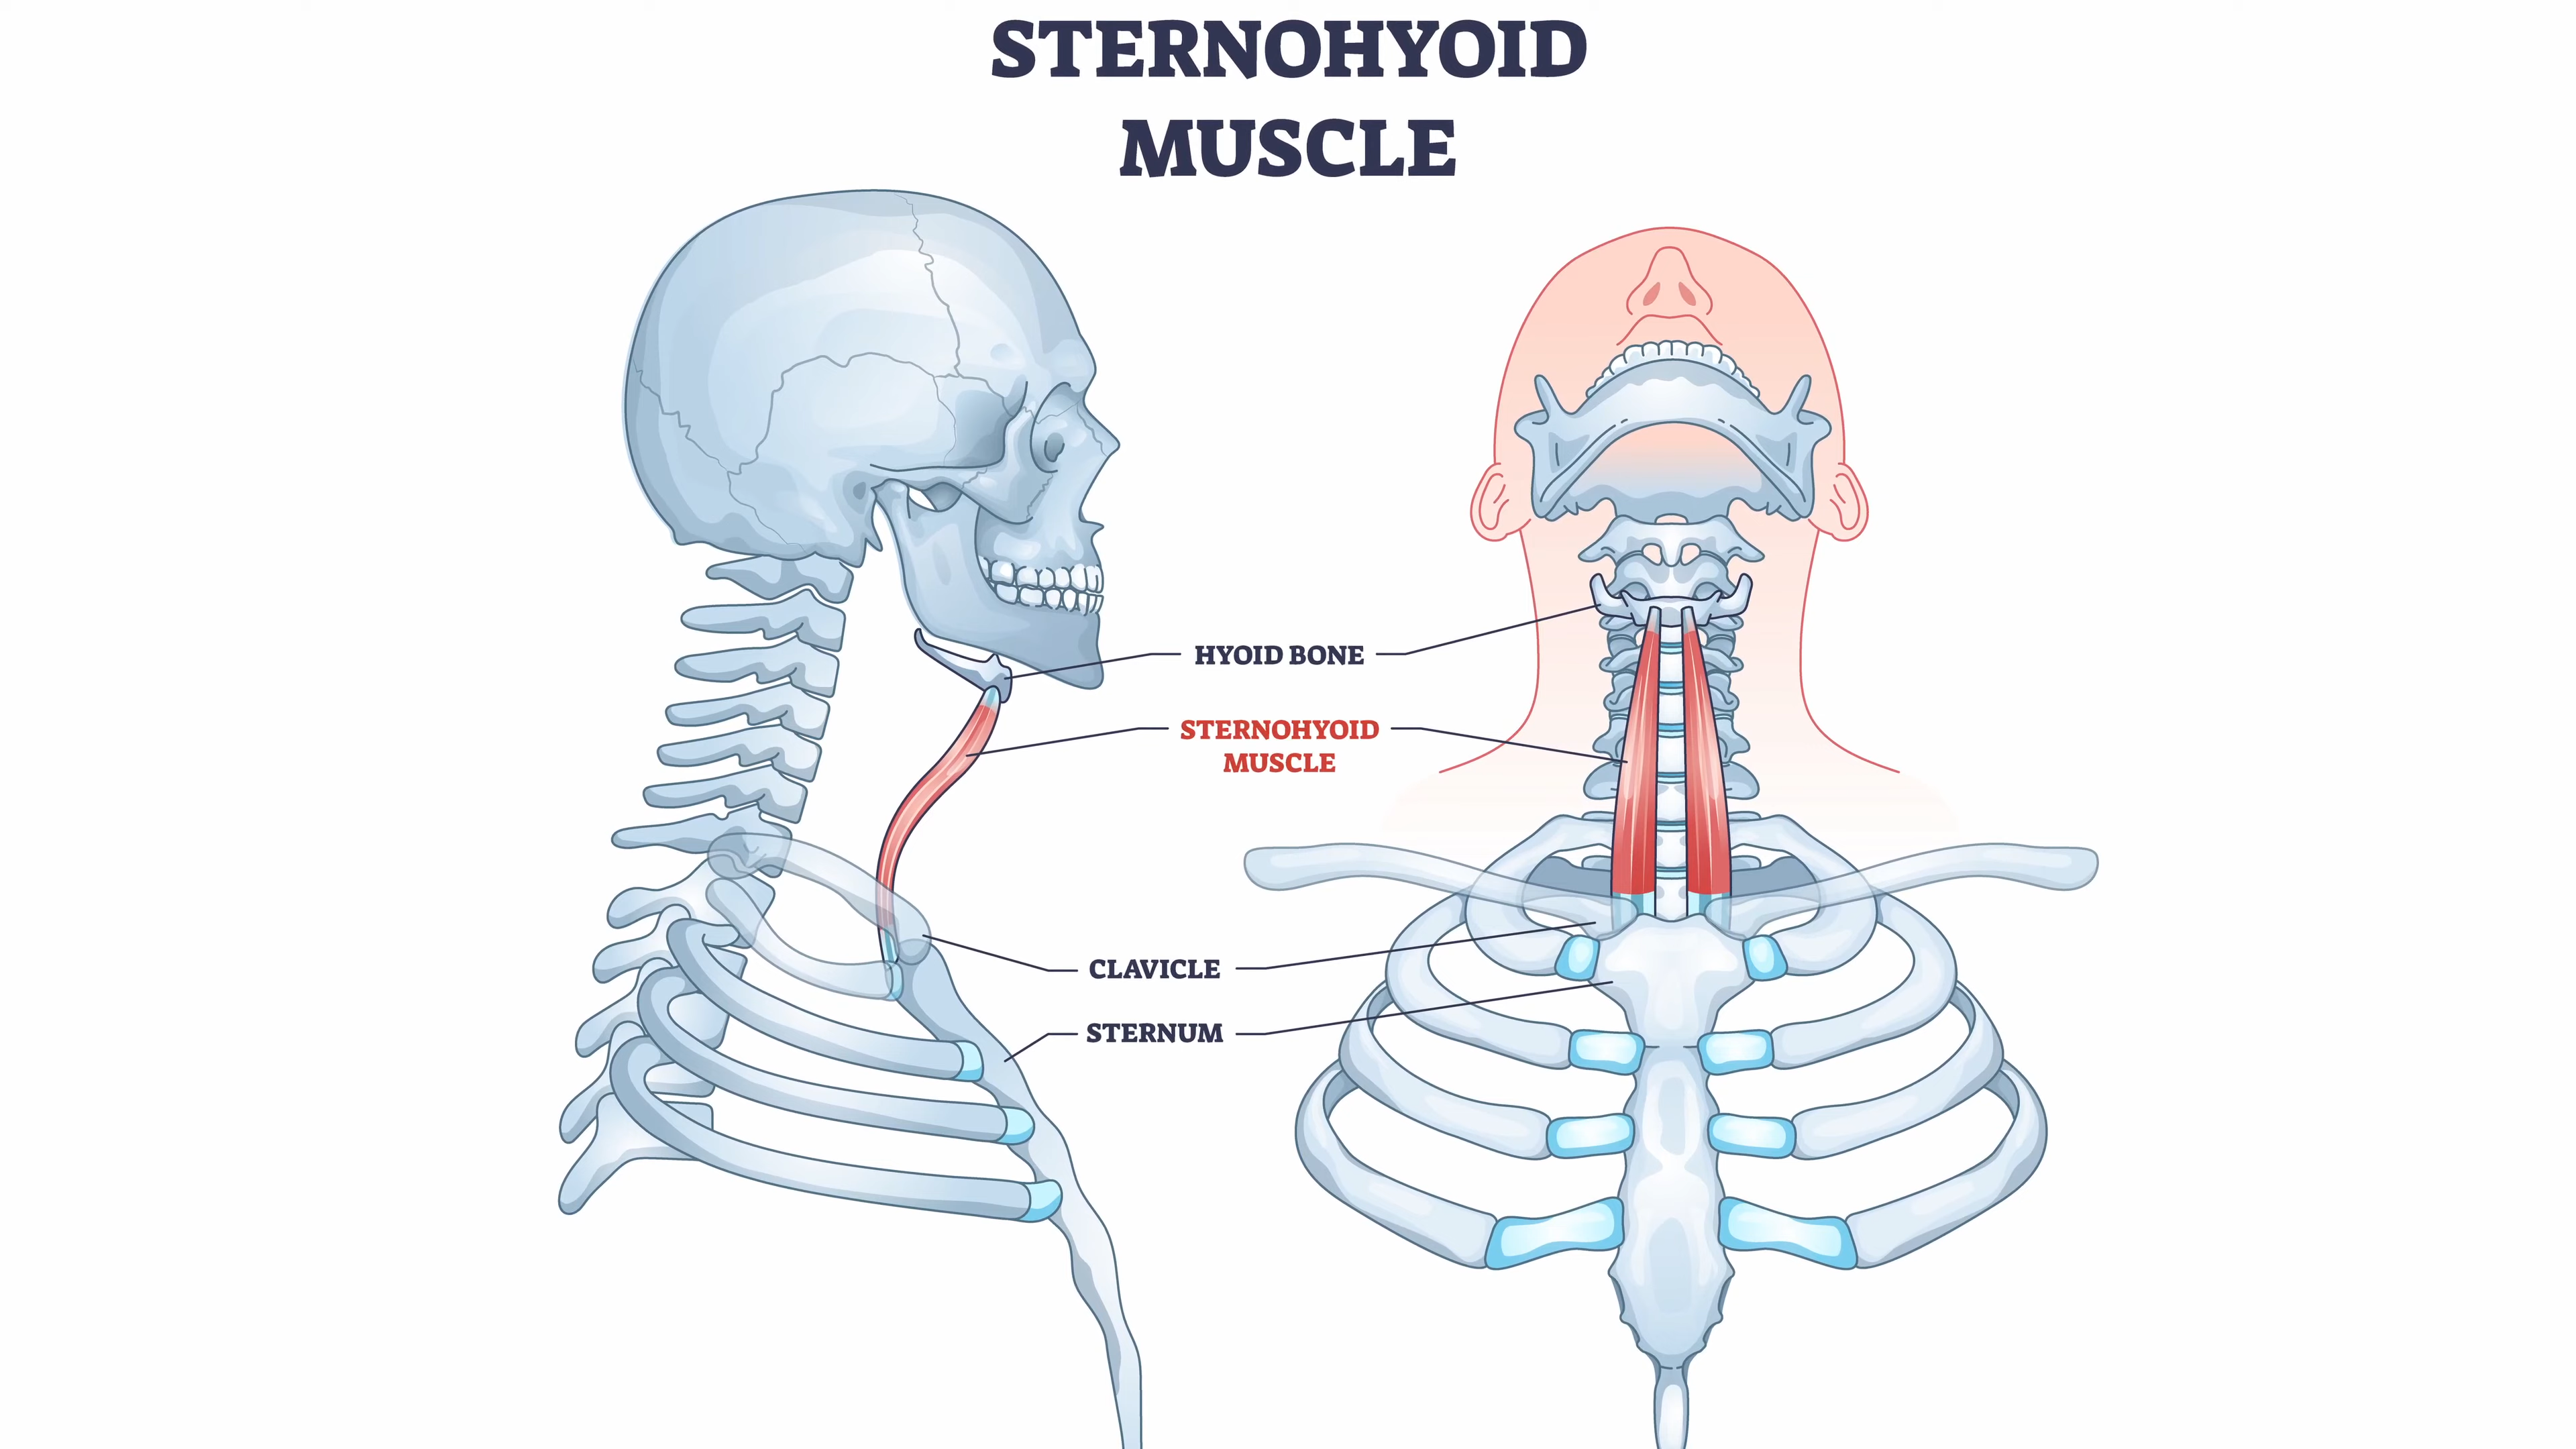 STERNOHYOID
MUSCLE
HYOID BONE
STERNOHYOID
MUSCLE
CLAVICLE
STERNUM